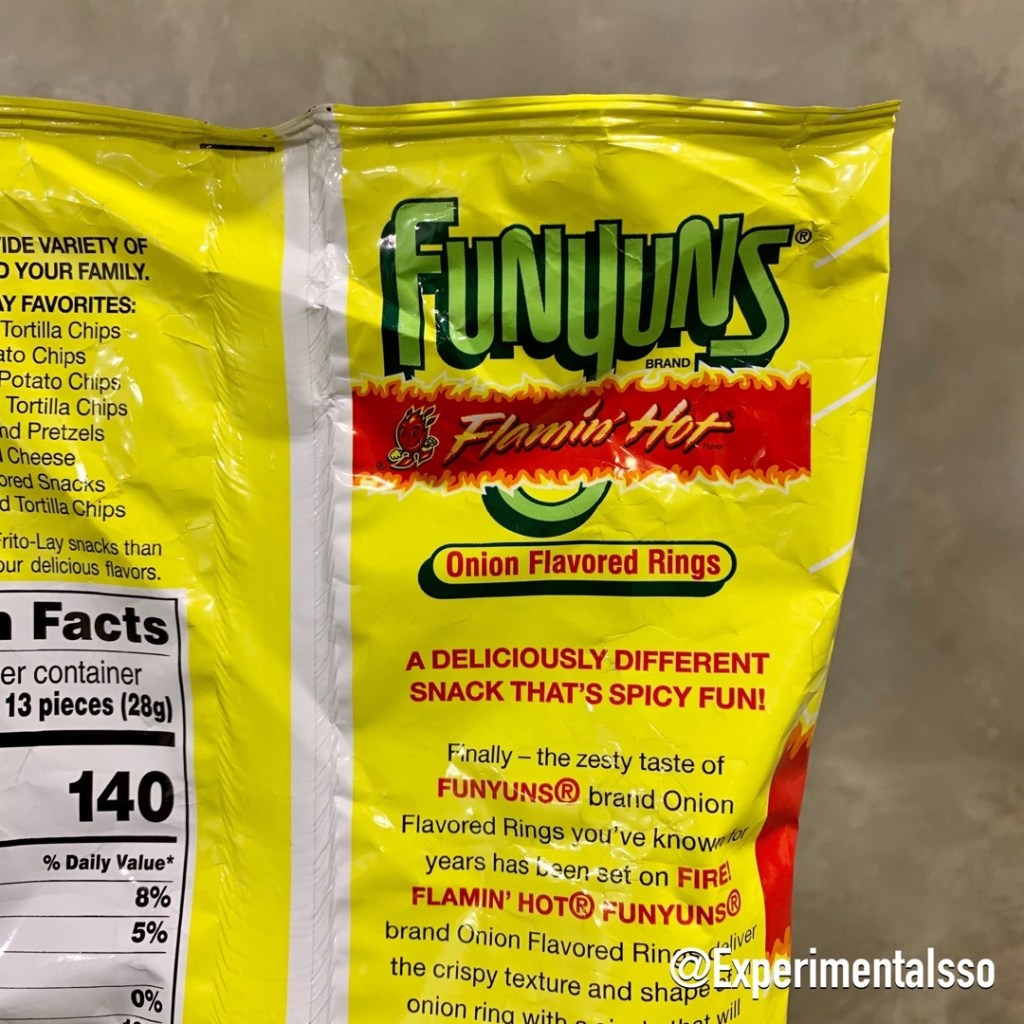 IDE VARIETY OF
D YOUR FAMILY.
AY FAVORITES:
Tortilla Chips
ato Chips
Potato Chips
Tortilla Chips
nd Pretzels
Cheese
ored Snacks
d Tortilla Chips
Frito-Lay snacks than
our delicious flavors.
n Facts
er container
13 pieces (28g)
140
% Daily Value*
8%
5%
0%
FUNYUNS®
BRAND
Flamin' Hot®
Flavor
®
Onion Flavored Rings
A DELICIOUSLY DIFFERENT
SNACK THAT'S SPICY FUN!
Finally – the zesty taste of
FUNYUNS® brand Onion
Flavored Rings you've known for
years has been set on FIRE!
FLAMIN' HOT® FUNYUNS®
brand Onion Flavored Rings deliver
the crispy texture and shape of
onion ring with that will
@Experimentalsso